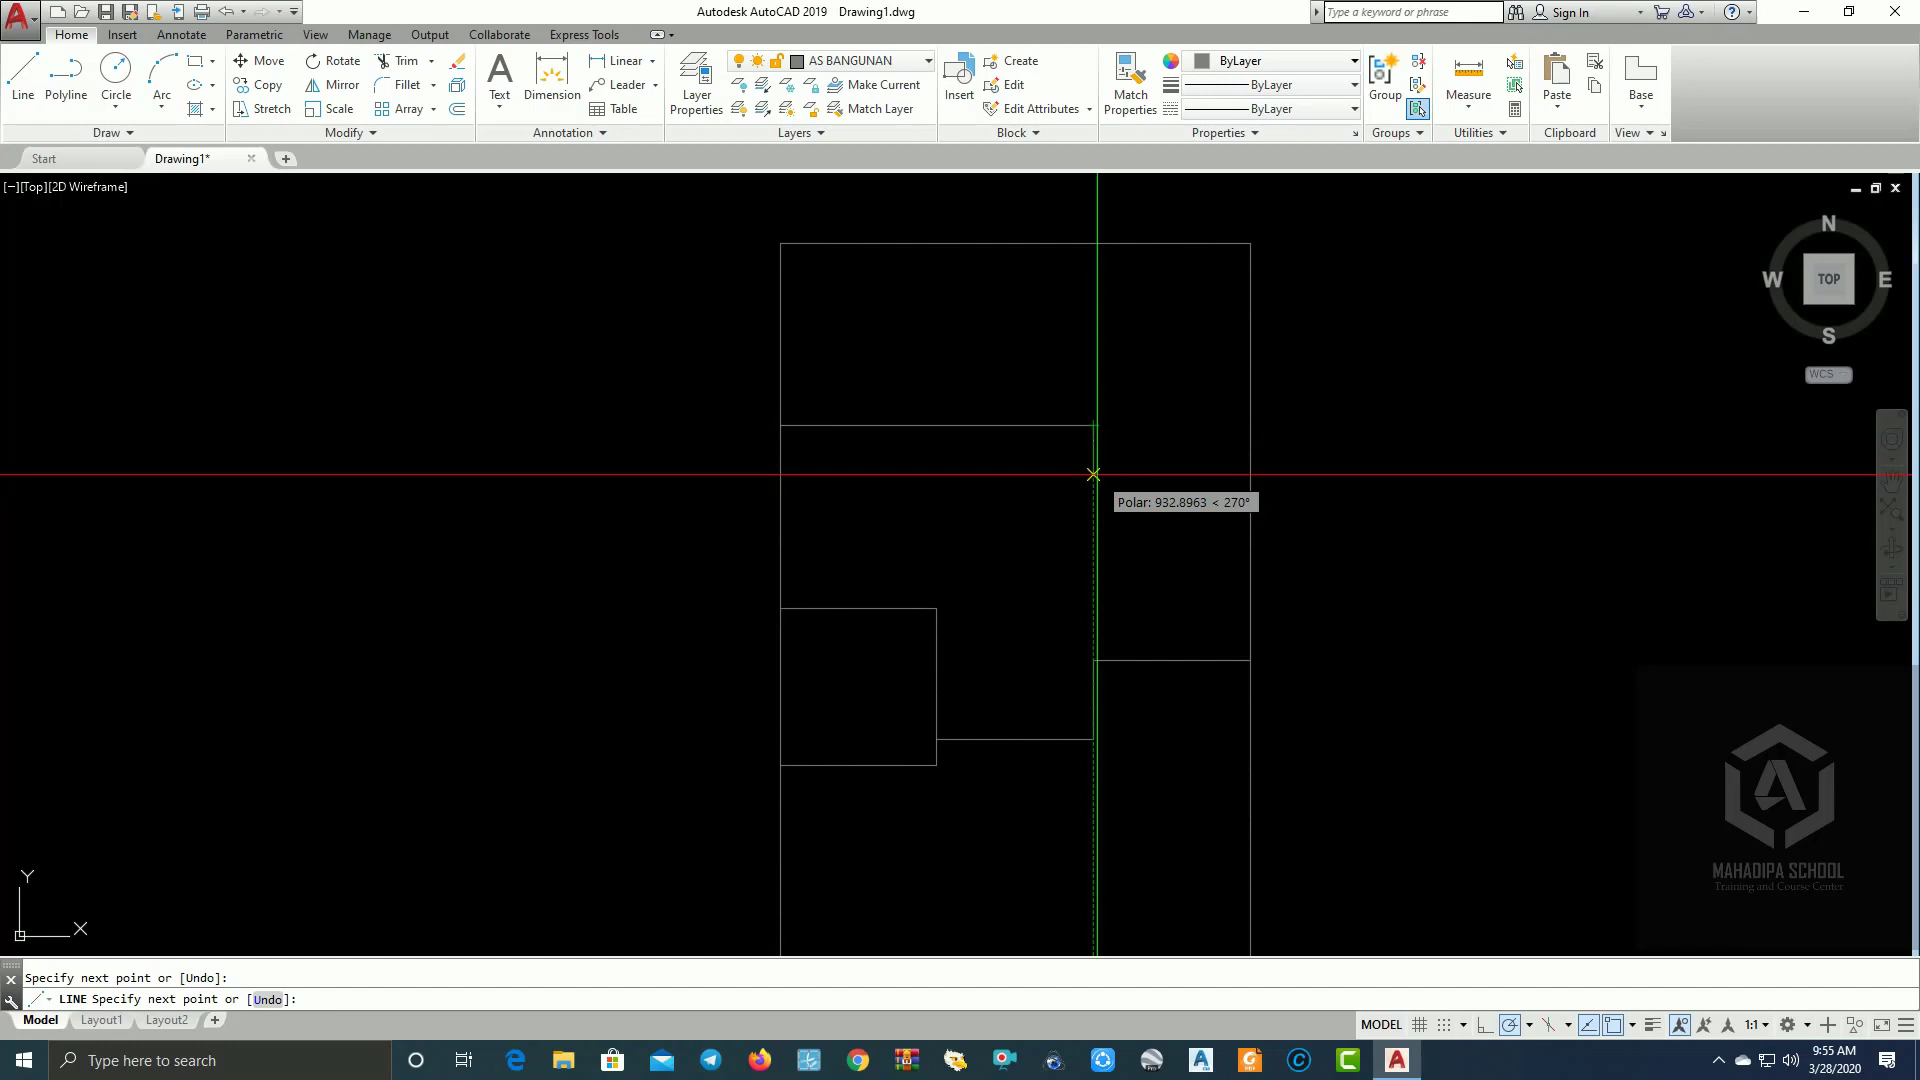 Autodesk AutoCAD 2019 Drawing1.dwg
Type a keyword or phrase
Sign In
Home Insert Annotate Parametric View Manage Output Collaborate Express Tools
Line
Polyline
Circle
Arc
Draw
Move Rotate Trim
Copy Mirror Fillet
Stretch Scale Array
Modify
Text
Dimension
Linear
Leader
Table
Annotation
Layer
Properties
AS BANGUNAN
Make Current
Match Layer
Layers
Insert
Create
Edit
Edit Attributes
Block
Match
Properties
ByLayer
ByLayer
ByLayer
Properties
Group
Groups
Measure
Utilities
Paste
Clipboard
Base
View
Start Drawing1*
[−][Top][2D Wireframe]
N
W TOP E
S
WCS
Polar: 932.8963 < 270°
MAHADIPA SCHOOL
Training and Course Center
Y
X
Specify next point or [Undo]:
LINE Specify next point or [Undo]:
Model Layout1 Layout2
MODEL
1:1
Type here to search
9:55 AM
3/28/2020